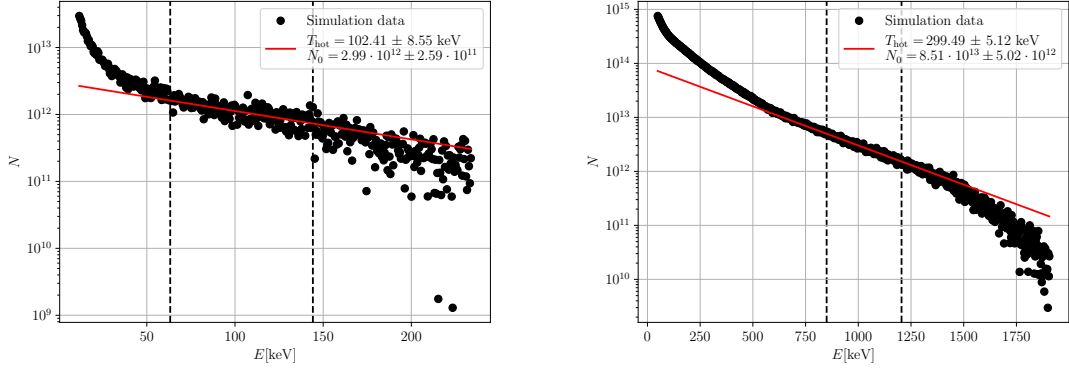 Simulation data
T_hot = 102.41 ± 8.55 keV
N_0 = 2.99 · 10^12 ± 2.59 · 10^11
10^13
10^12
10^11
10^10
10^9
N
50
100
150
200
E[keV]
Simulation data
T_hot = 299.49 ± 5.12 keV
N_0 = 8.51 · 10^13 ± 5.02 · 10^12
10^15
10^14
10^13
10^12
10^11
10^10
N
0
250
500
750
1000
1250
1500
1750
E[keV]